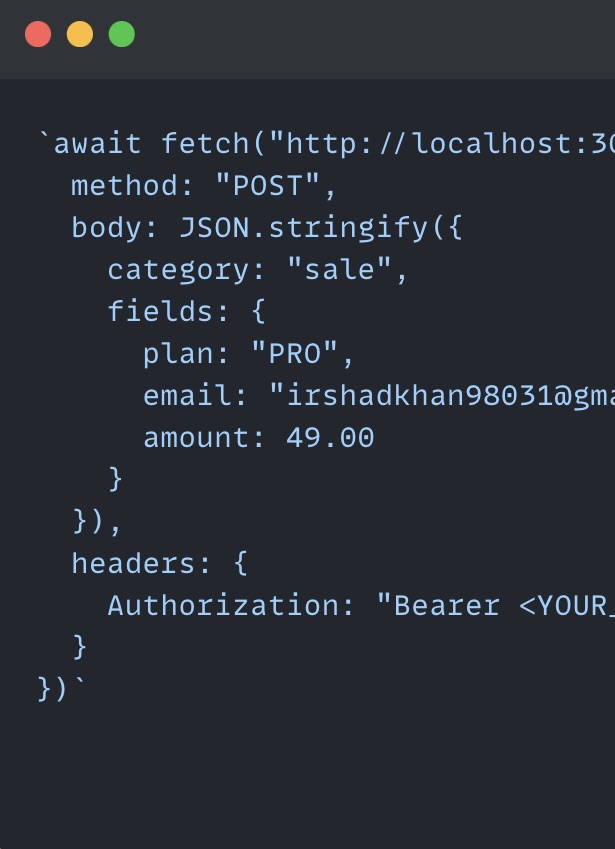 `await fetch("http://localhost:30
method: "POST",
body: JSON.stringify({
category: "sale",
fields: {
plan: "PRO",
email: "irshadkhan98031@gma
amount: 49.00
}
}),
headers: {
Authorization: "Bearer <YOUR_
}
})`